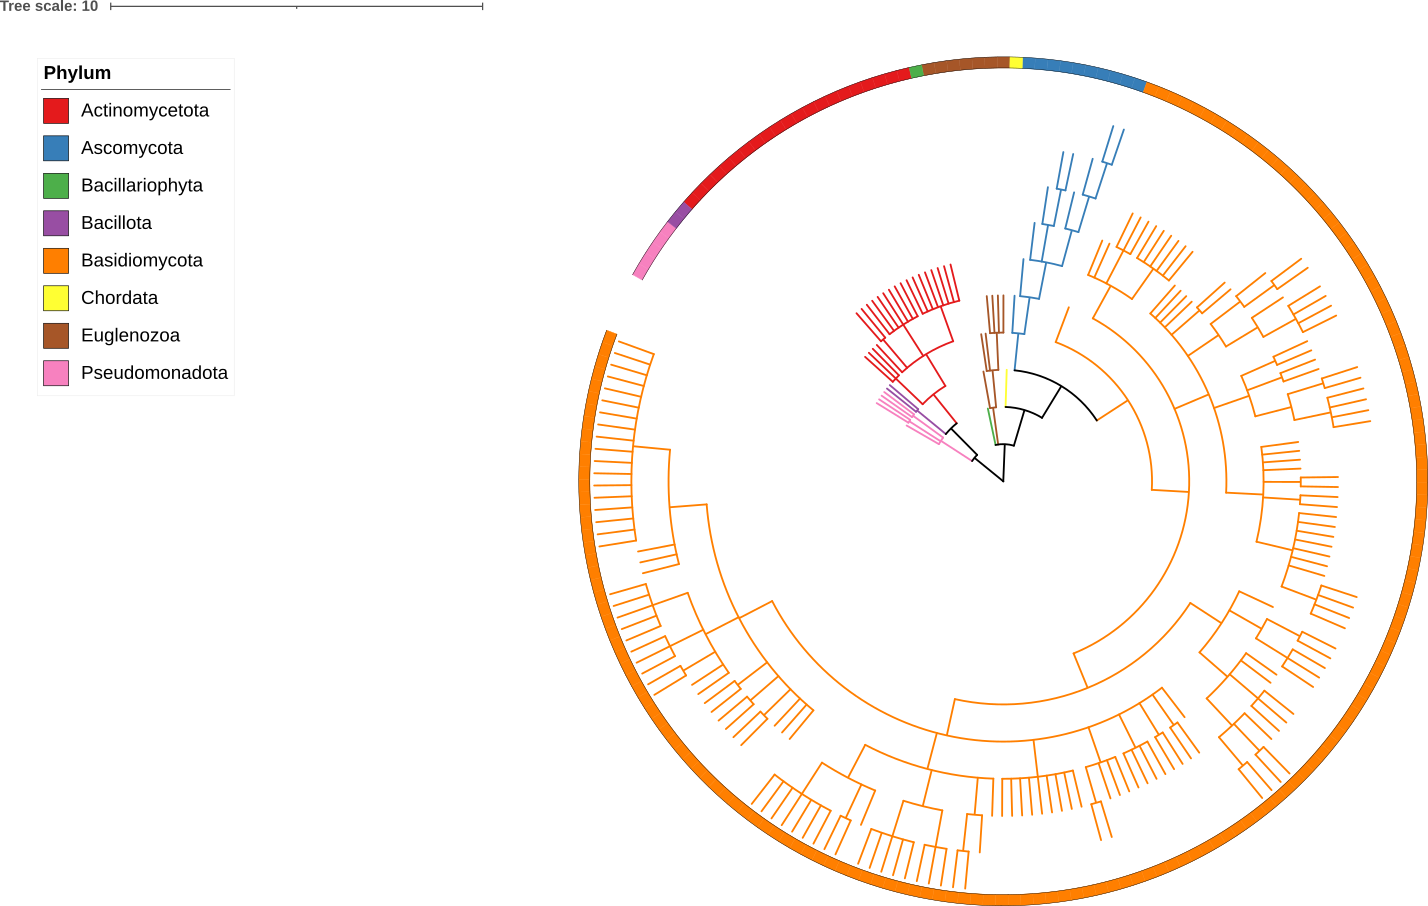 Tree scale: 10
Phylum
Actinomycetota
Ascomycota
Bacillariophyta
Bacillota
Basidiomycota
Chordata
Euglenozoa
Pseudomonadota